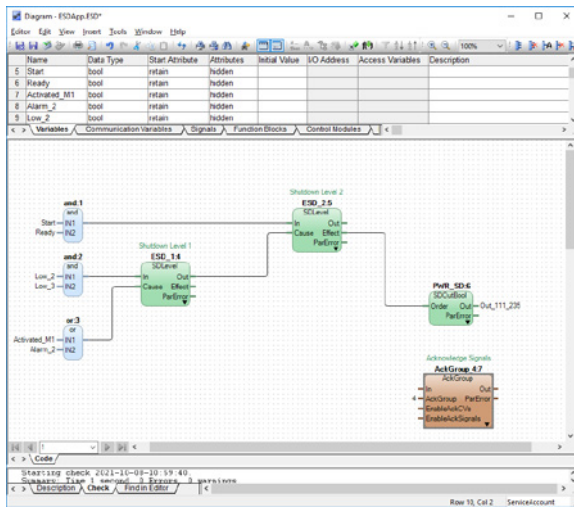 Diagram - ESDApp.ESD*
Editor Edit View Insert Tools Window Help
100%
Name Data Type Start Attribute Attributes Initial Value I/O Address Access Variables Description
5 Start bool retain hidden
6 Ready bool retain hidden
7 Activated_M1 bool retain hidden
8 Alarm_2 bool retain hidden
9 Low_2 bool retain hidden
Variables Communication Variables Signals Function Blocks Control Modules
Shutdown Level 2
and:1 ESD_2:5
and SDLevel
Start IN1 In Out
Ready IN2 Cause Effect
ParError
Shutdown Level 1
and:2 ESD_1:4
and SDLevel
Low_2 IN1 In Out
Low_3 IN2 Cause Effect
ParError
PWR_SD:6
SDOutBool
Order Out Out_111_235
ParError
or:3
or
Activated_M1 IN1
Alarm_2 IN2
Acknowledge Signals
AckGroup_4:7
AckGroup
In Out
4 AckGroup ParError
EnableAckCVs
EnableAckSignals
1
Code
Starting check 2021-10-08-10:59:40.
Summary: Time 1 second, 0 Errors, 0 warnings
Description Check Find in Editor
Row 10, Col 2 ServiceAccount